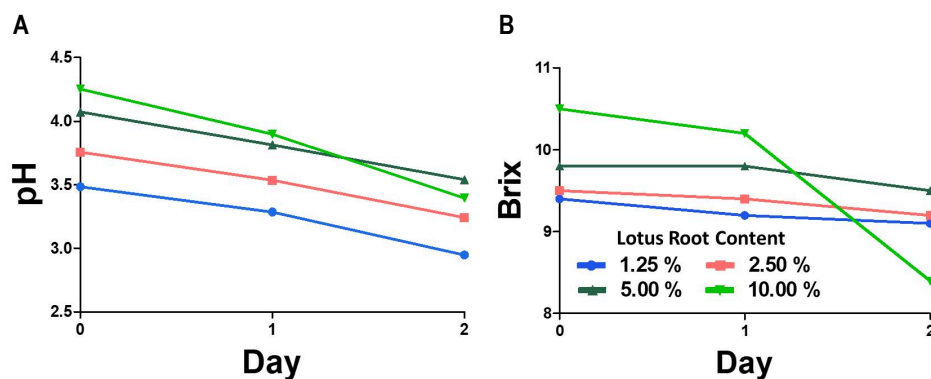 A
pH
4.5
4.0
3.5
3.0
2.5
0 1 2
Day
B
Brix
11
10
9
8
Lotus Root Content
1.25 % 2.50 %
5.00 % 10.00 %
0 1 2
Day